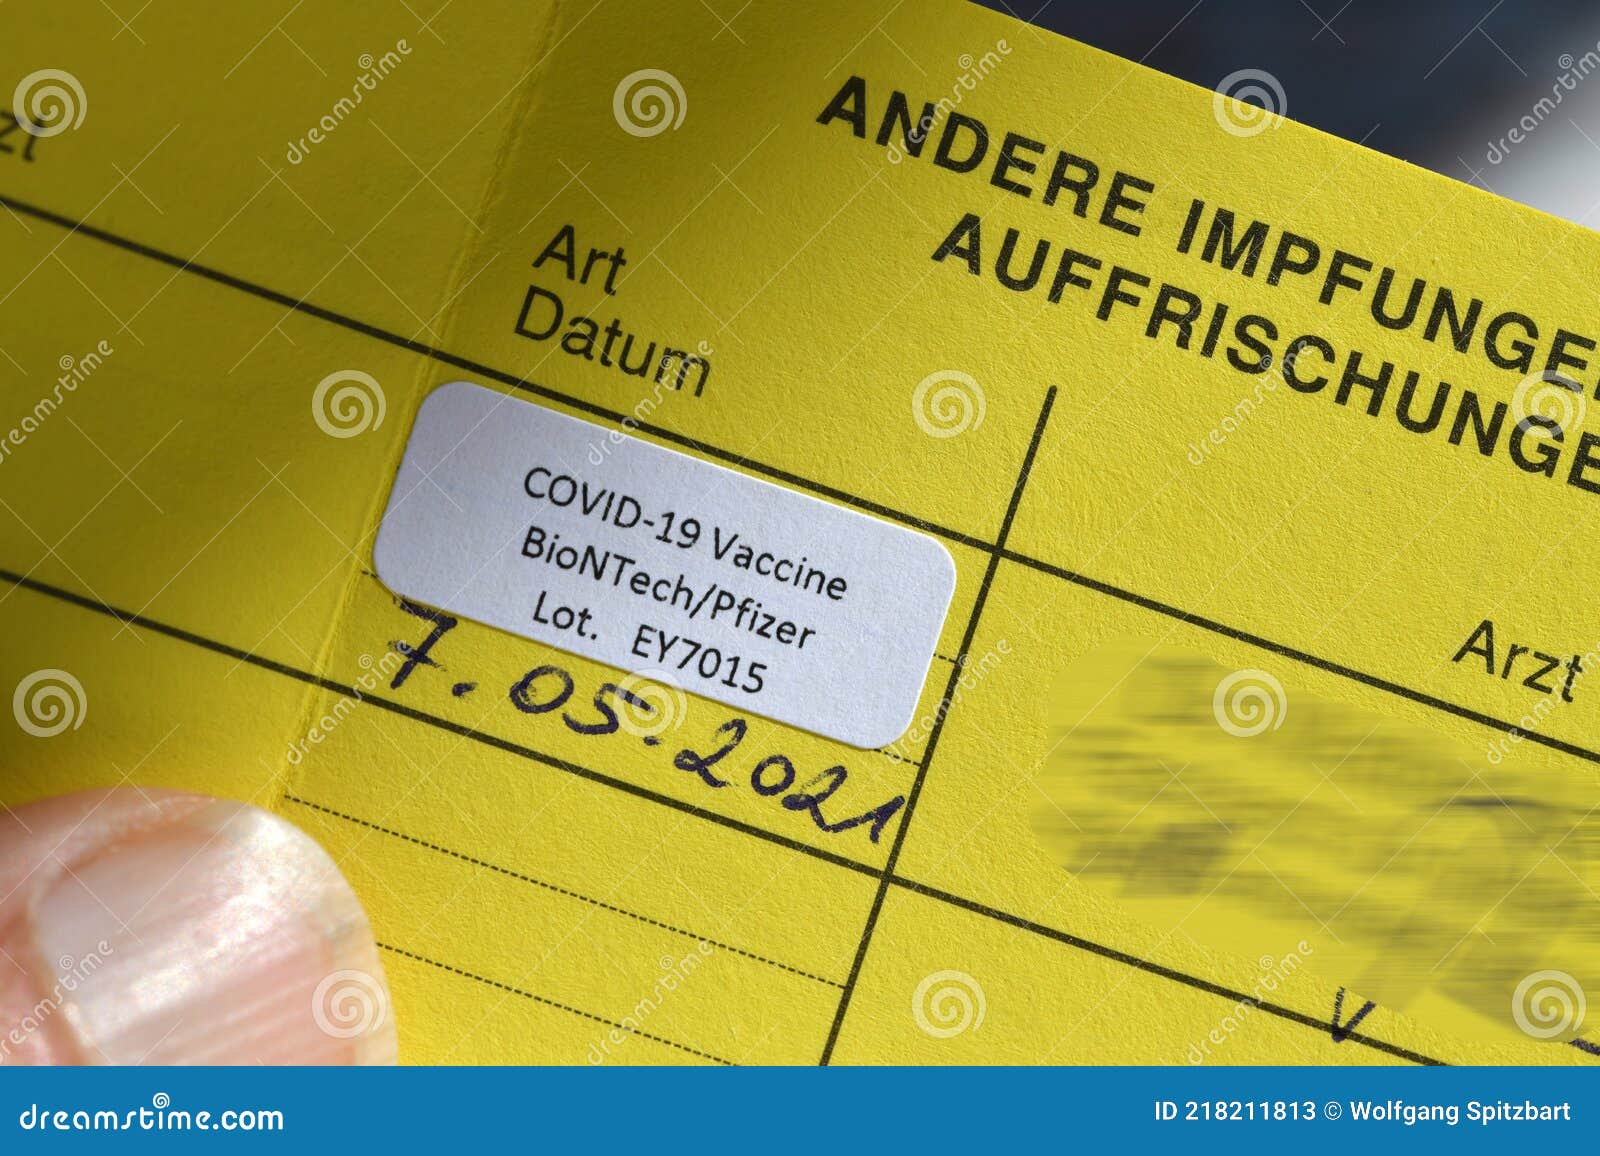 zt
ANDERE IMPFUNGE
AUFFRISCHUNGE
Art
Datum
COVID-19 Vaccine
BioNTech/Pfizer
Lot. EY7015
7.05.2021
Arzt
v
dreamstime.com
ID 218211813 © Wolfgang Spitzbart